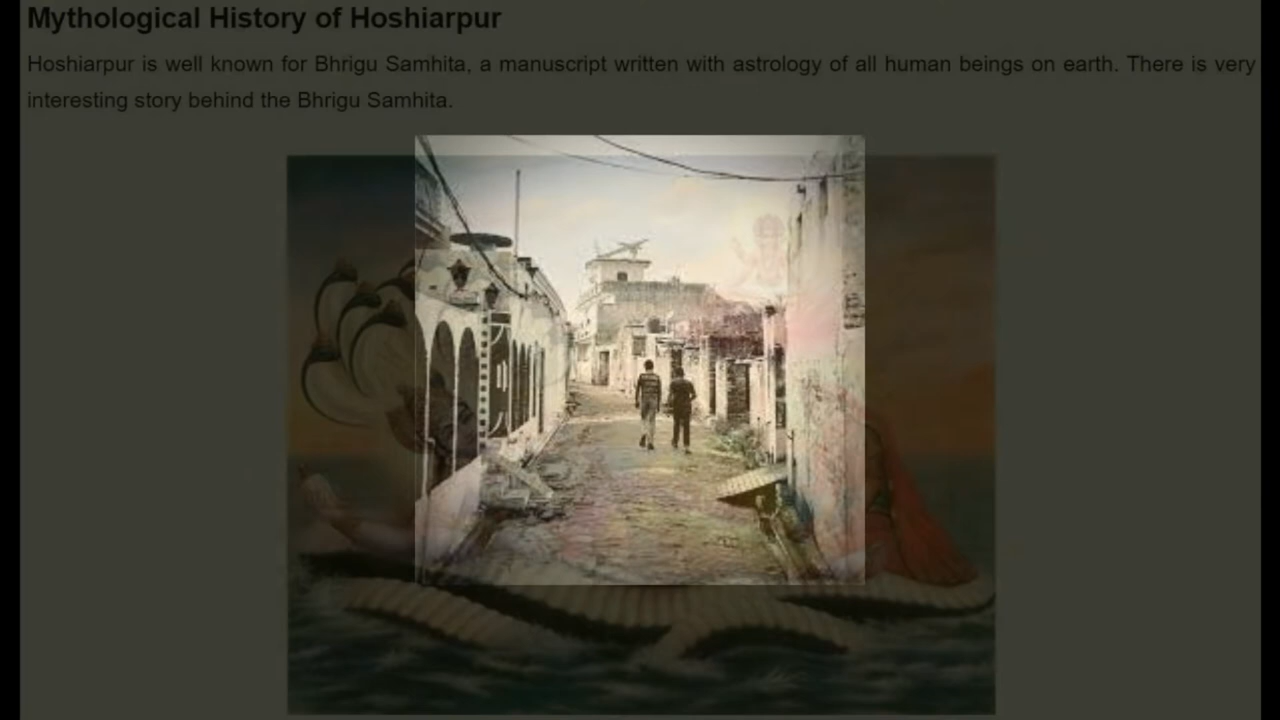 Mythological History of Hoshiarpur
Hoshiarpur is well known for Bhrigu Samhita, a manuscript written with astrology of all human beings on earth. There is very
interesting story behind the Bhrigu Samhita.